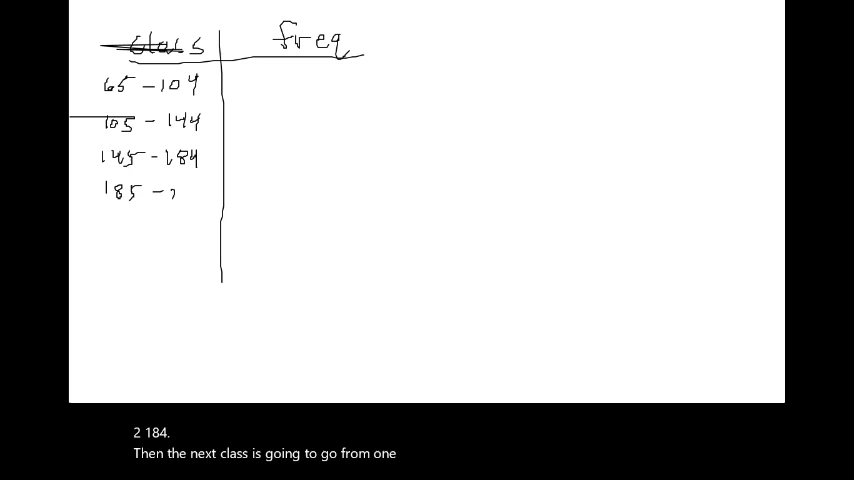 class freq
65 - 104
105 - 144
145 - 184
185 - 2
2 184.
Then the next class is going to go from one